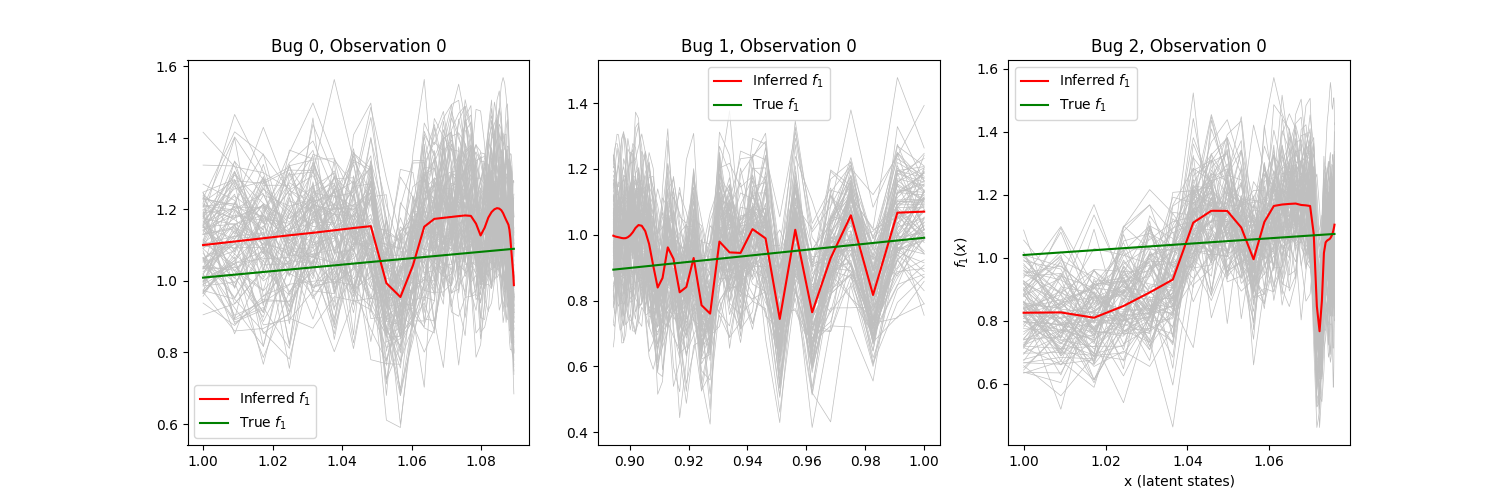 Bug 0, Observation 0
1.6
1.4
1.2
1.0
0.8
0.6
Inferred f₁
True f₁
1.00 1.02 1.04 1.06 1.08
Bug 1, Observation 0
Inferred f₁
True f₁
1.4
1.2
1.0
0.8
0.6
0.4
0.90 0.92 0.94 0.96 0.98 1.00
Bug 2, Observation 0
Inferred f₁
True f₁
1.6
1.4
1.2
1.0
0.8
0.6
f₁(x)
1.00 1.02 1.04 1.06
x (latent states)